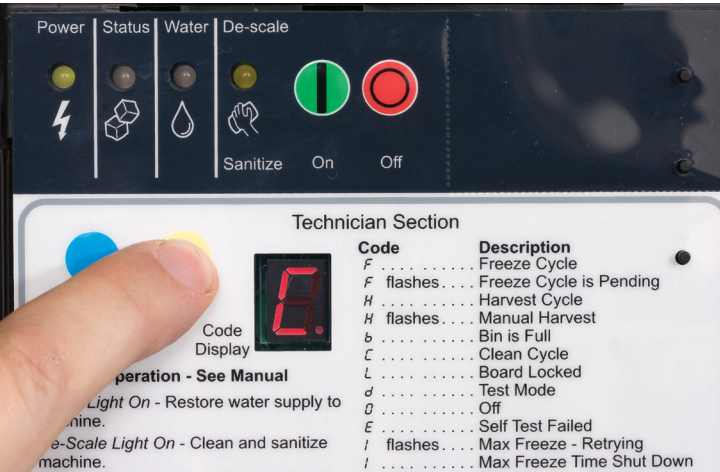 Power Status Water De-scale
Sanitize On Off
Technician Section
C.
Code
Display
peration - See Manual
Light On - Restore water supply to
hine.
e-Scale Light On - Clean and sanitize
machine.
Code Description
F .......... Freeze Cycle
F flashes.... Freeze Cycle is Pending
H .......... Harvest Cycle
H flashes.... Manual Harvest
b .......... Bin is Full
C .......... Clean Cycle
L .......... Board Locked
d .......... Test Mode
0 .......... Off
E .......... Self Test Failed
I flashes.... Max Freeze - Retrying
I .......... Max Freeze Time Shut Down